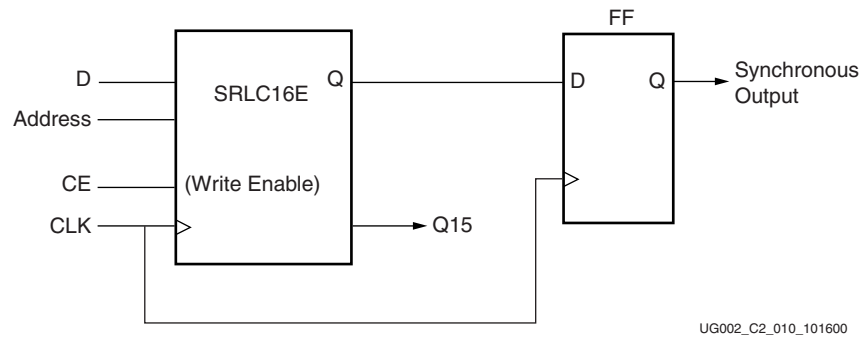 FF
D
SRLC16E
Q
D
Q
Synchronous
Output
Address
CE
(Write Enable)
CLK
Q15
UG002_C2_010_101600